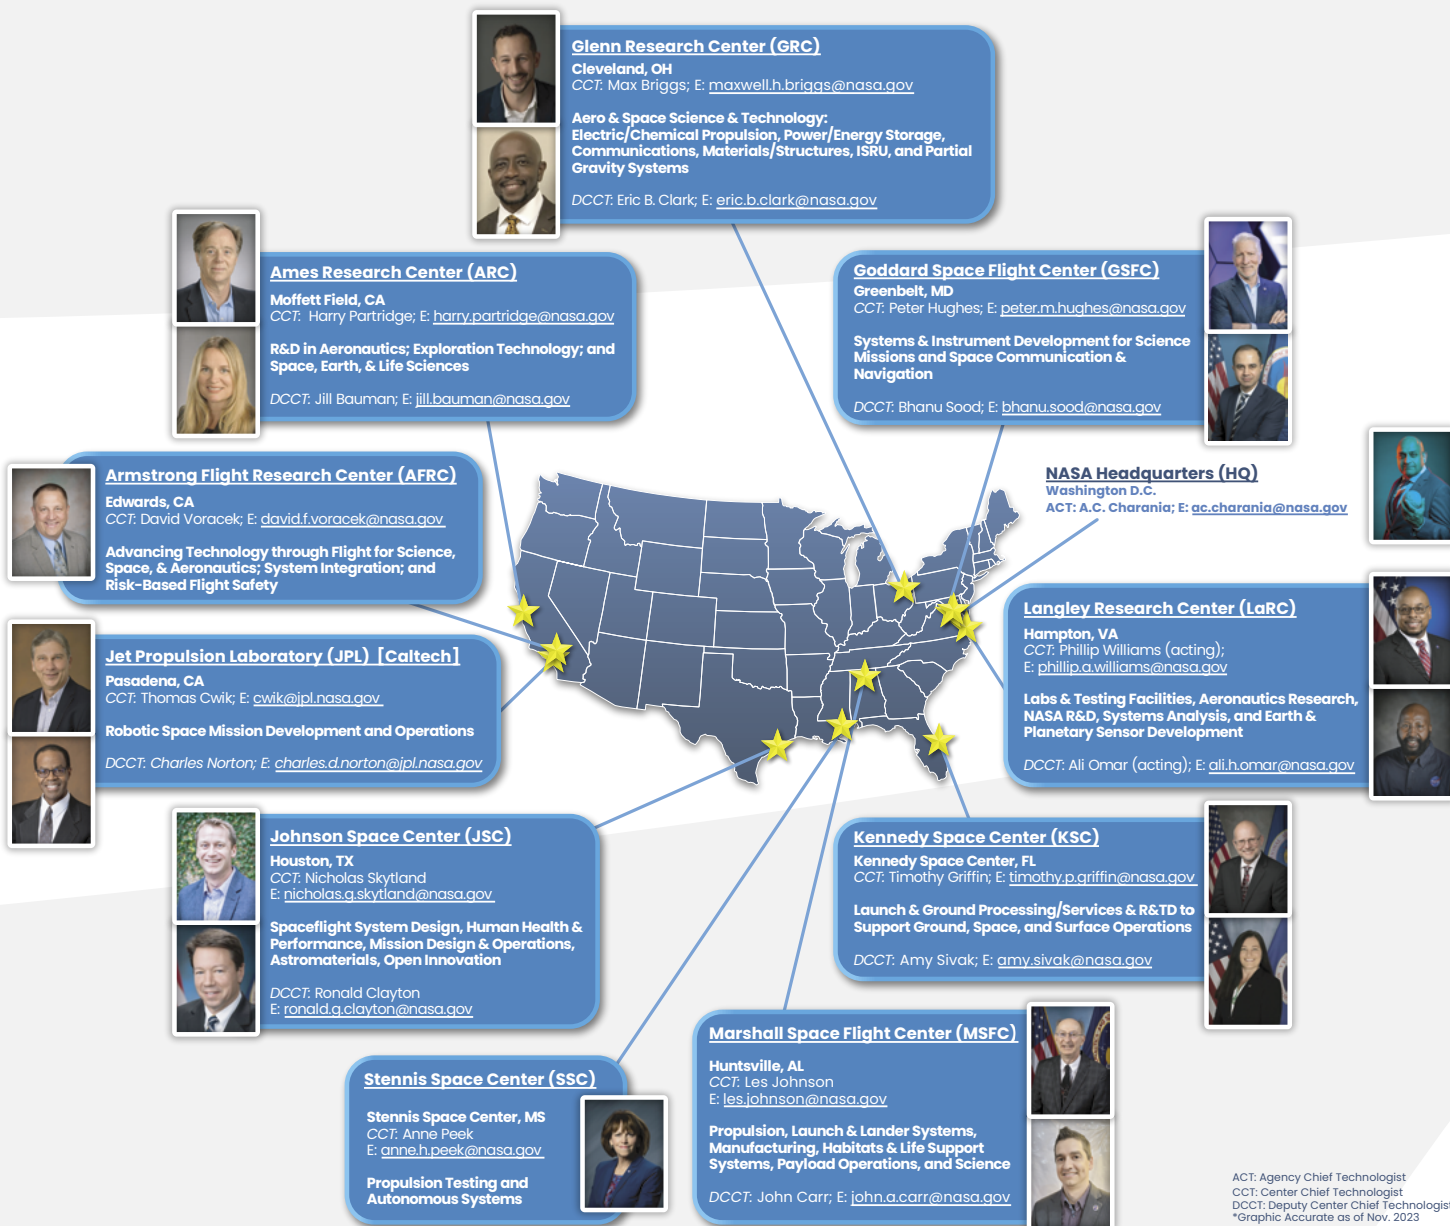 Glenn Research Center (GRC)
Cleveland, OH
CCT: Max Briggs; E: maxwell.h.briggs@nasa.gov
Aero & Space Science & Technology:
Electric/Chemical Propulsion, Power/Energy Storage,
Communications, Materials/Structures, ISRU, and Partial
Gravity Systems
DCCT: Eric B. Clark; E: eric.b.clark@nasa.gov
Ames Research Center (ARC)
Moffett Field, CA
CCT: Harry Partridge; E: harry.partridge@nasa.gov
R&D in Aeronautics; Exploration Technology; and
Space, Earth, & Life Sciences
DCCT: Jill Bauman; E: jill.bauman@nasa.gov
Goddard Space Flight Center (GSFC)
Greenbelt, MD
CCT: Peter Hughes; E: peter.m.hughes@nasa.gov
Systems & Instrument Development for Science
Missions and Space Communication &
Navigation
DCCT: Bhanu Sood; E: bhanu.sood@nasa.gov
Armstrong Flight Research Center (AFRC)
Edwards, CA
CCT: David Voracek; E: david.f.voracek@nasa.gov
Advancing Technology through Flight for Science,
Space, & Aeronautics; System Integration; and
Risk-Based Flight Safety
NASA Headquarters (HQ)
Washington D.C.
ACT: A.C. Charania; E: ac.charania@nasa.gov
Jet Propulsion Laboratory (JPL) [Caltech]
Pasadena, CA
CCT: Thomas Cwik; E: cwik@jpl.nasa.gov
Robotic Space Mission Development and Operations
DCCT: Charles Norton; E: charles.d.norton@jpl.nasa.gov
Langley Research Center (LaRC)
Hampton, VA
CCT: Phillip Williams (acting);
E: phillip.a.williams@nasa.gov
Labs & Testing Facilities, Aeronautics Research,
NASA R&D, Systems Analysis, and Earth &
Planetary Sensor Development
DCCT: Ali Omar (acting); E: ali.h.omar@nasa.gov
Johnson Space Center (JSC)
Houston, TX
CCT: Nicholas Skytland
E: nicholas.g.skytland@nasa.gov
Spaceflight System Design, Human Health &
Performance, Mission Design & Operations,
Astromaterials, Open Innovation
DCCT: Ronald Clayton
E: ronald.g.clayton@nasa.gov
Kennedy Space Center (KSC)
Kennedy Space Center, FL
CCT: Timothy Griffin; E: timothy.p.griffin@nasa.gov
Launch & Ground Processing/Services & R&TD to
Support Ground, Space, and Surface Operations
DCCT: Amy Sivak; E: amy.sivak@nasa.gov
Stennis Space Center (SSC)
Stennis Space Center, MS
CCT: Anne Peek
E: anne.h.peek@nasa.gov
Propulsion Testing and
Autonomous Systems
Marshall Space Flight Center (MSFC)
Huntsville, AL
CCT: Les Johnson
E: les.johnson@nasa.gov
Propulsion, Launch & Lander Systems,
Manufacturing, Habitats & Life Support
Systems, Payload Operations, and Science
DCCT: John Carr; E: john.a.carr@nasa.gov
ACT: Agency Chief Technologist
CCT: Center Chief Technologist
DCCT: Deputy Center Chief Technologist
*Graphic Accurate as of Nov. 2023